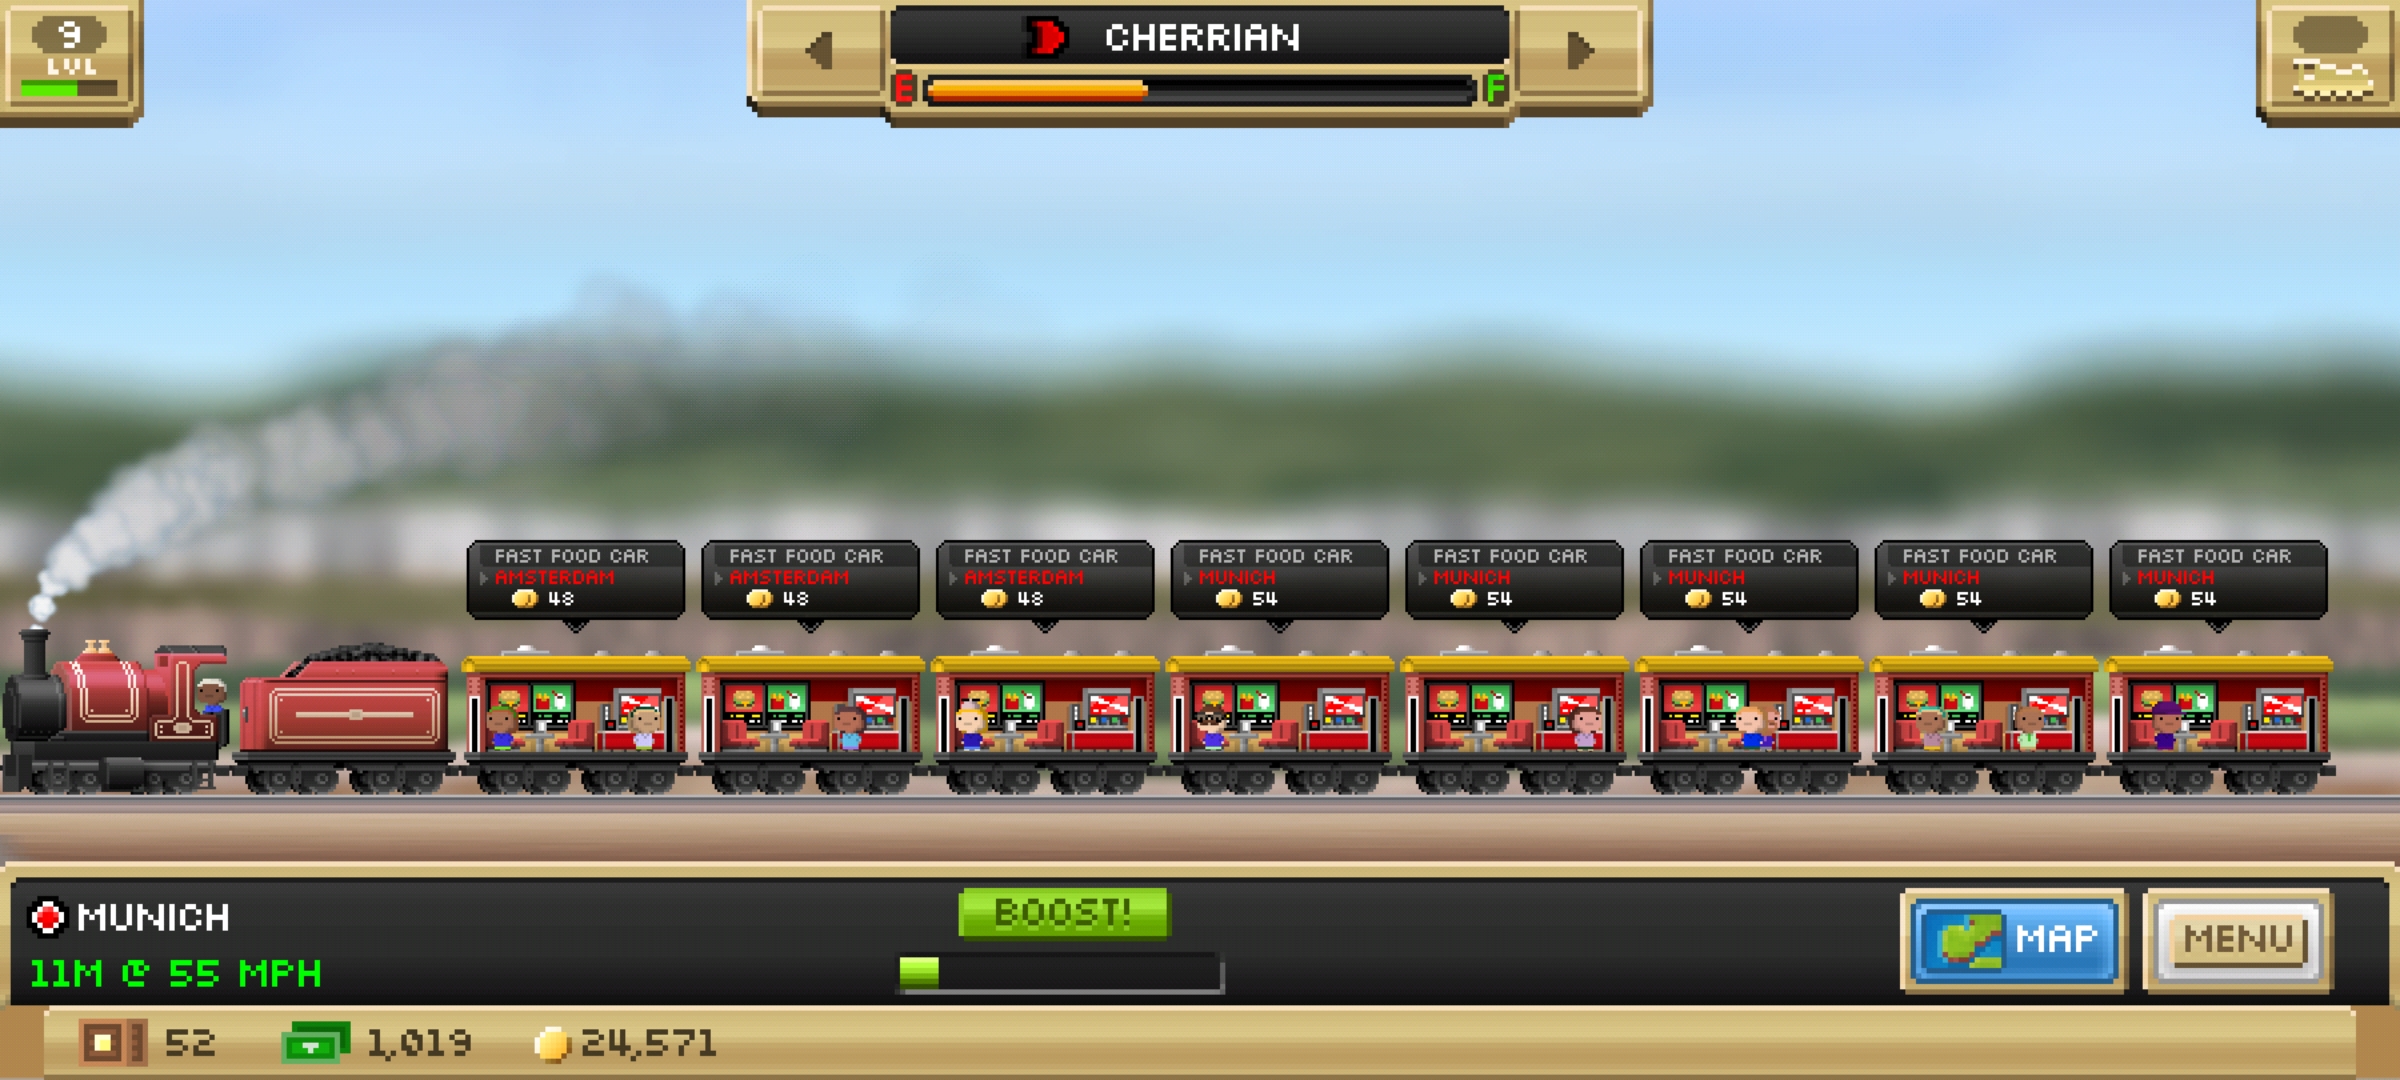 9
LVL
CHERRIAN
E F
FAST FOOD CAR
AMSTERDAM
48
FAST FOOD CAR
AMSTERDAM
48
FAST FOOD CAR
AMSTERDAM
48
FAST FOOD CAR
MUNICH
54
FAST FOOD CAR
MUNICH
54
FAST FOOD CAR
MUNICH
54
FAST FOOD CAR
MUNICH
54
FAST FOOD CAR
MUNICH
54
MUNICH
11M @ 55 MPH
BOOST!
MAP
MENU
52 1,019 24,571